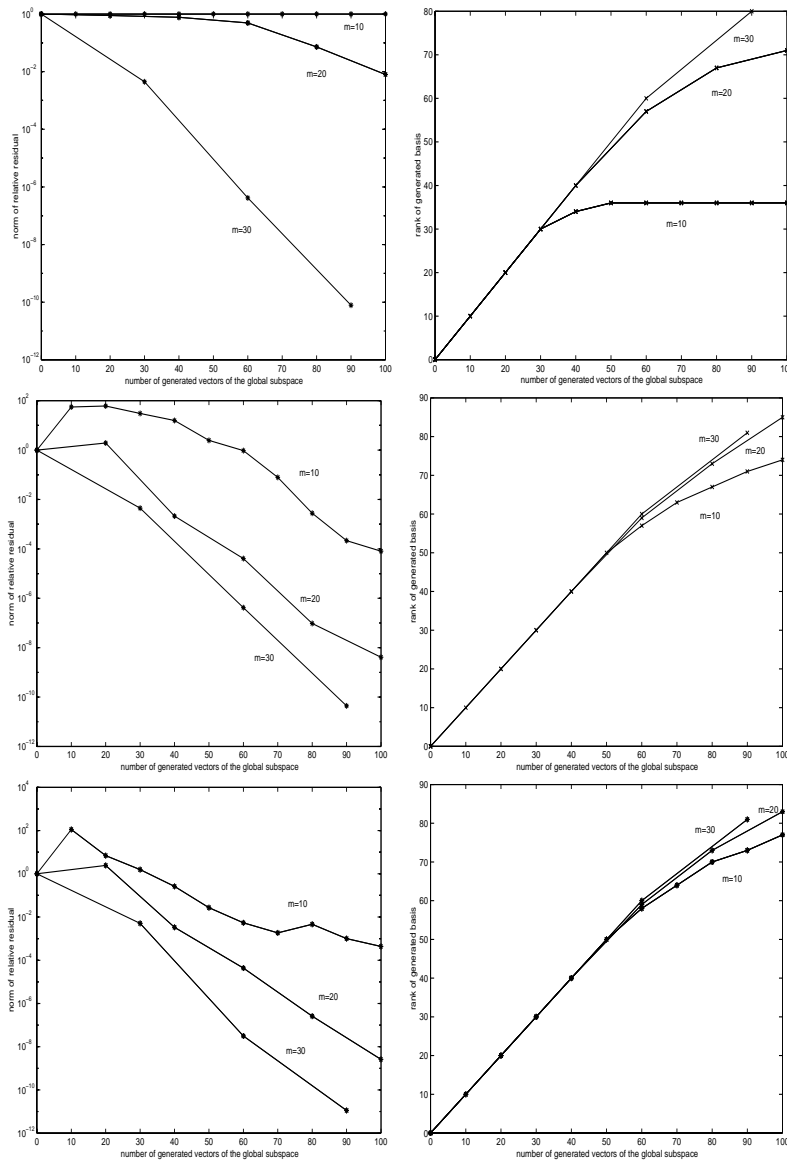 norm of relative residual
10^0
10^−2
10^−4
10^−6
10^−8
10^−10
10^−12
m=10
m=20
m=30
0 10 20 30 40 50 60 70 80 90 100
number of generated vectors of the global subspace
rank of generated basis
80
70
60
50
40
30
20
10
0
m=30
m=20
m=10
0 10 20 30 40 50 60 70 80 90 100
number of generated vectors of the global subspace
norm of relative residual
10^2
10^0
10^−2
10^−4
10^−6
10^−8
10^−10
10^−12
m=10
m=20
m=30
0 10 20 30 40 50 60 70 80 90 100
number of generated vectors of the global subspace
rank of generated basis
90
80
70
60
50
40
30
20
10
0
m=30
m=20
m=10
0 10 20 30 40 50 60 70 80 90 100
number of generated vectors of the global subspace
norm of relative residual
10^4
10^2
10^0
10^−2
10^−4
10^−6
10^−8
10^−10
10^−12
m=10
m=20
m=30
0 10 20 30 40 50 60 70 80 90 100
number of generated vectors of the global subspace
rank of generated basis
90
80
70
60
50
40
30
20
10
0
m=20
m=30
m=10
0 10 20 30 40 50 60 70 80 90 100
number of generated vectors of the global subspace